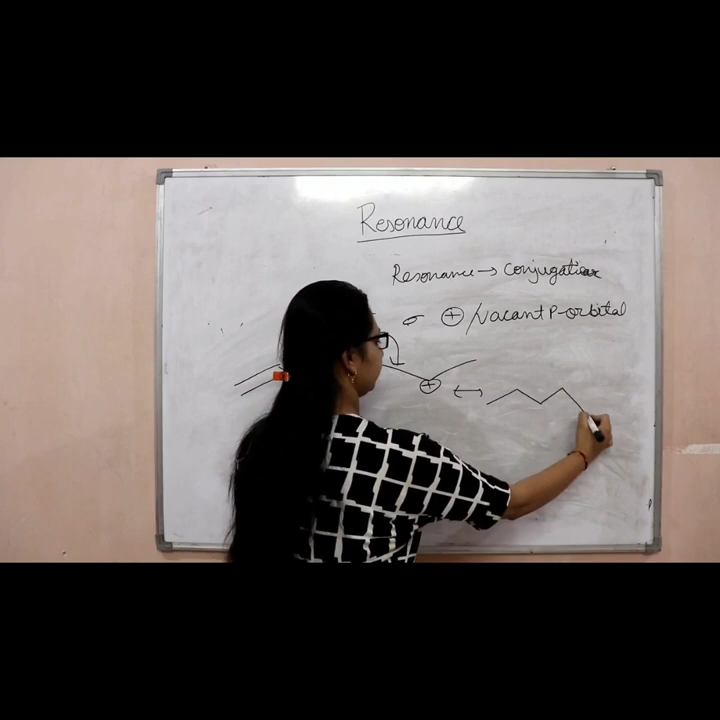 Resonance
Resonance → Conjugation
σ ⊕/Vacant P-orbital
⊕ ↔